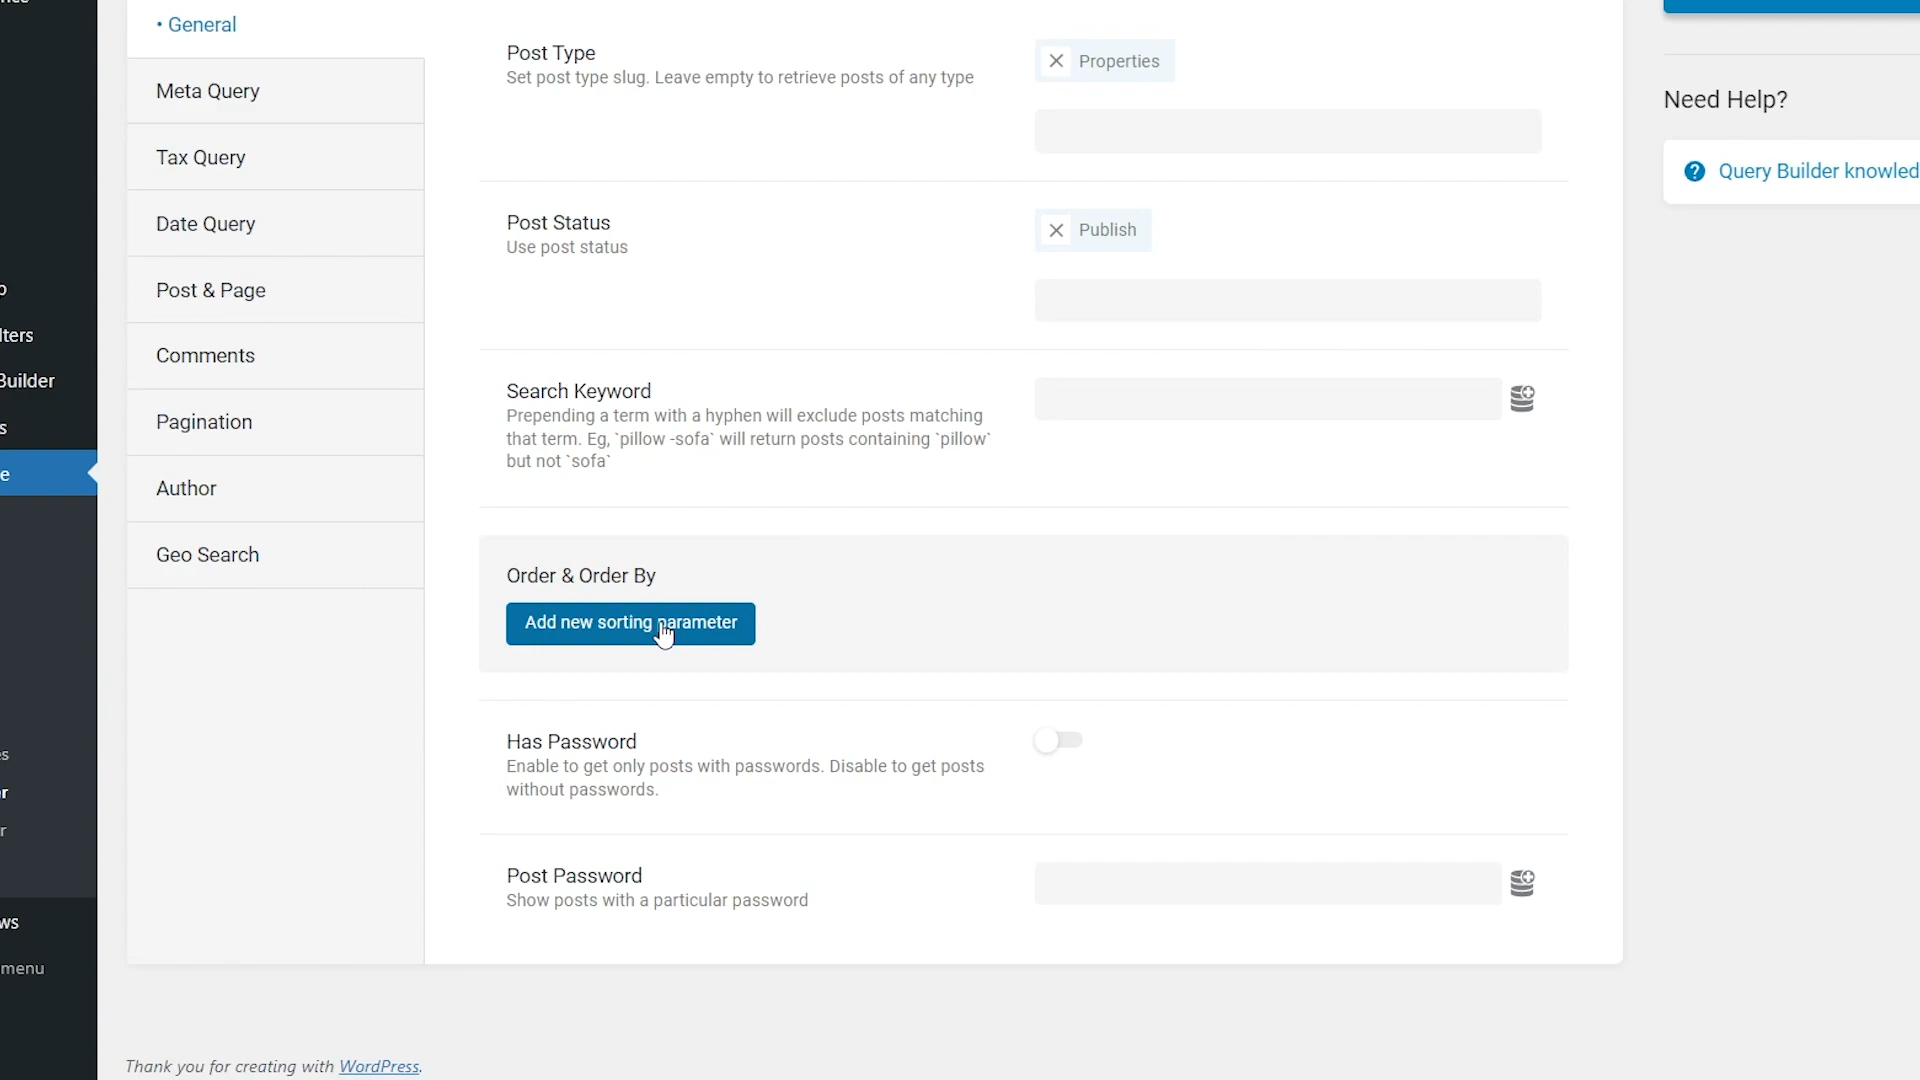 • General
Meta Query
Tax Query
Date Query
Post & Page
Comments
Pagination
Author
Geo Search
Post Type
Set post type slug. Leave empty to retrieve posts of any type
Properties
Post Status
Use post status
Publish
Search Keyword
Prepending a term with a hyphen will exclude posts matching
that term. Eg, `pillow -sofa` will return posts containing `pillow`
but not `sofa`
Order & Order By
Add new sorting parameter
Has Password
Enable to get only posts with passwords. Disable to get posts
without passwords.
Post Password
Show posts with a particular password
Need Help?
Query Builder knowled
lters
Builder
menu
Thank you for creating with WordPress.